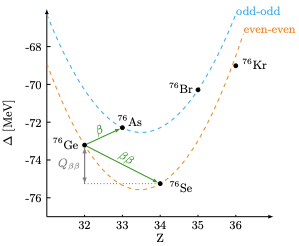 odd-odd
even-even
-68
-70
-72
-74
-76
Δ [MeV]
⁷⁶Kr
⁷⁶Br
⁷⁶As
⁷⁶Ge
⁷⁶Se
β
ββ
Qββ
32 33 34 35 36
Z